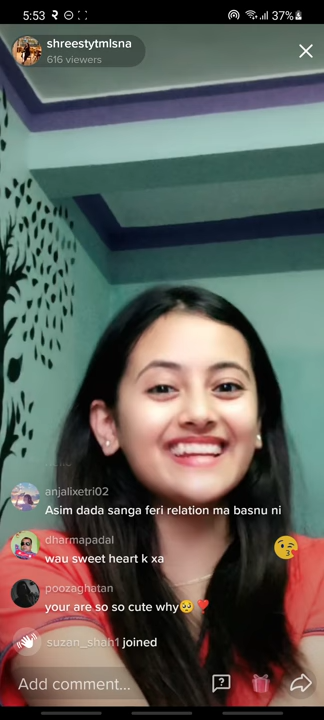 5:53
37%
shreestytmlsna
616 viewers
anjalixetri02
Asim dada sanga feri relation ma basnu ni
dharmapadal
wau sweet heart k xa
poozaghatan
your are so so cute why🥺❣️
suzan_shah1 joined
Add comment...